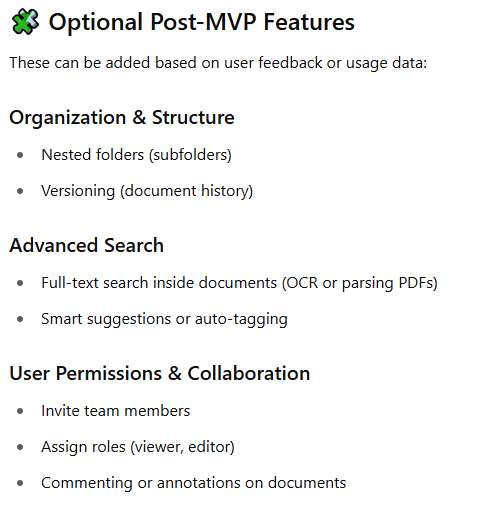 Optional Post-MVP Features
These can be added based on user feedback or usage data:
Organization & Structure
Nested folders (subfolders)
Versioning (document history)
Advanced Search
Full-text search inside documents (OCR or parsing PDFs)
Smart suggestions or auto-tagging
User Permissions & Collaboration
Invite team members
Assign roles (viewer, editor)
Commenting or annotations on documents